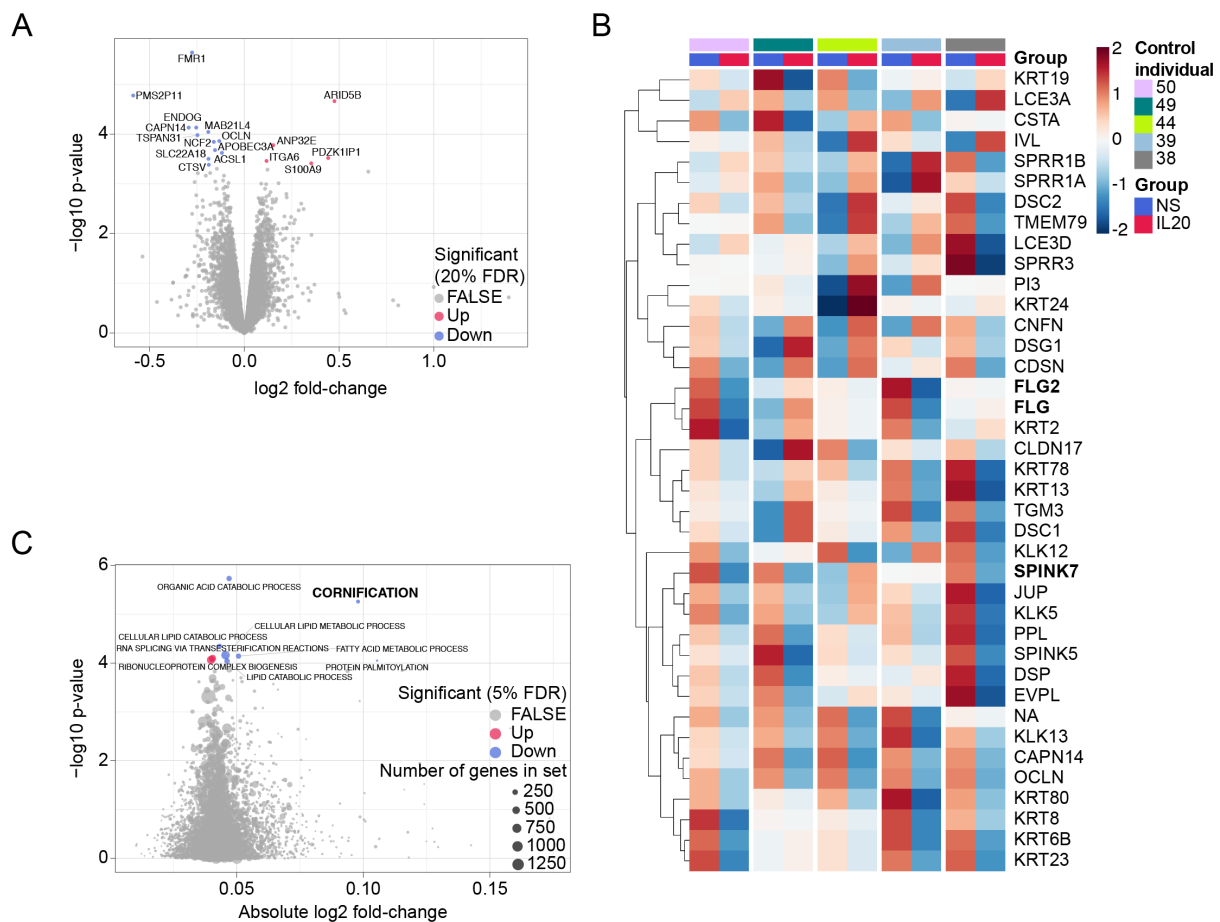 A
FMR1
PMS2P11
ARID5B
ENDOG
CAPN14
MAB21L4
TSPAN31
OCLN
NCF2
APOBEC3A
ANP32E
SLC22A18
ACSL1
ITGA6
PDZK1IP1
CTSV
S100A9
4
2
0
−log10 p-value
Significant
(20% FDR)
FALSE
Up
Down
-0.5
0.0
0.5
1.0
log2 fold-change
B
Group
KRT19
LCE3A
CSTA
IVL
SPRR1B
SPRR1A
DSC2
TMEM79
LCE3D
SPRR3
PI3
KRT24
CNFN
DSG1
CDSN
FLG2
FLG
KRT2
CLDN17
KRT78
KRT13
TGM3
DSC1
KLK12
SPINK7
JUP
KLK5
PPL
SPINK5
DSP
EVPL
NA
KLK13
CAPN14
OCLN
KRT80
KRT8
KRT6B
KRT23
2
1
0
-1
-2
Control
individual
50
49
44
39
38
Group
NS
IL20
C
6
4
2
0
−log10 p-value
ORGANIC ACID CATABOLIC PROCESS
CORNIFICATION
CELLULAR LIPID METABOLIC PROCESS
CELLULAR LIPID CATABOLIC PROCESS
RNA SPLICING VIA TRANSESTERIFICATION REACTIONS
FATTY ACID METABOLIC PROCESS
RIBONUCLEOPROTEIN COMPLEX BIOGENESIS
PROTEIN PALMITOYLATION
LIPID CATABOLIC PROCESS
Significant (5% FDR)
FALSE
Up
Down
Number of genes in set
250
500
750
1000
1250
0.05
0.10
0.15
Absolute log2 fold-change